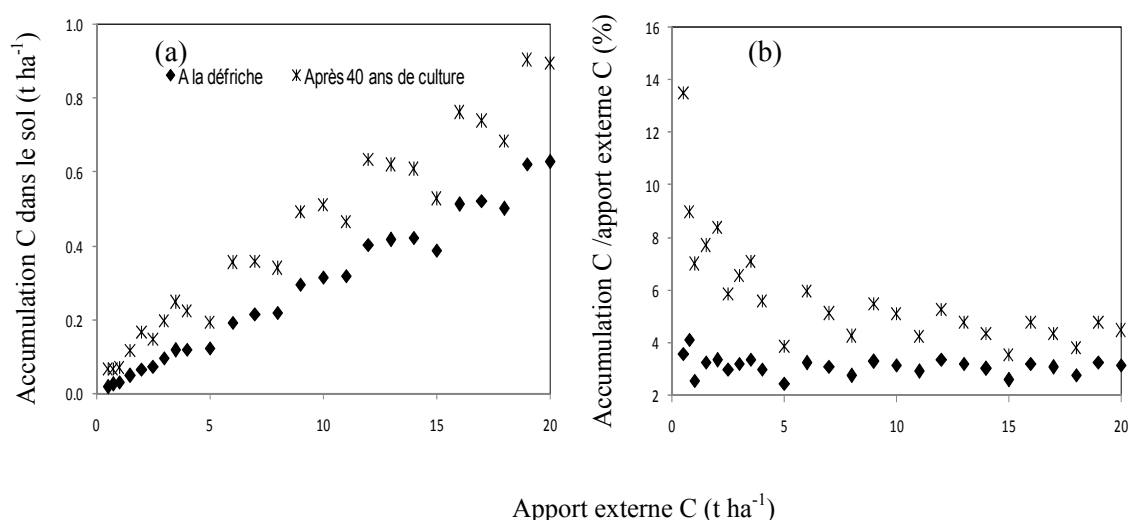 Accumulation C dans le sol (t ha⁻¹)
1.0
0.8
0.6
0.4
0.2
0.0
(a)
A la défriche
Après 40 ans de culture
0 5 10 15 20
Accumulation C /apport externe C (%)
16
14
12
10
8
6
4
2
(b)
0 5 10 15 20
Apport externe C (t ha⁻¹)